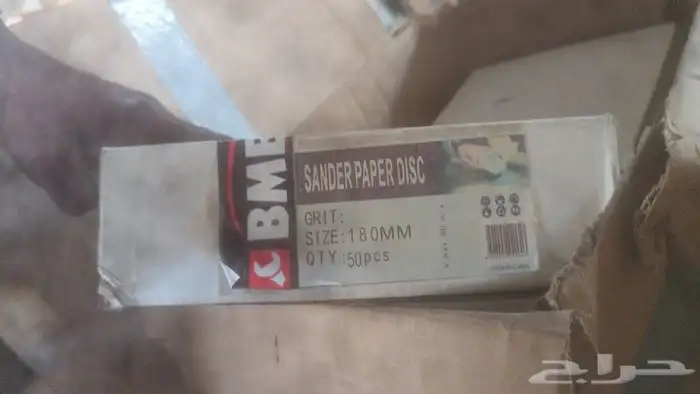 BME
SANDER PAPER DISC
GRIT:
SIZE:180MM
QTY.:50pcs
حراج